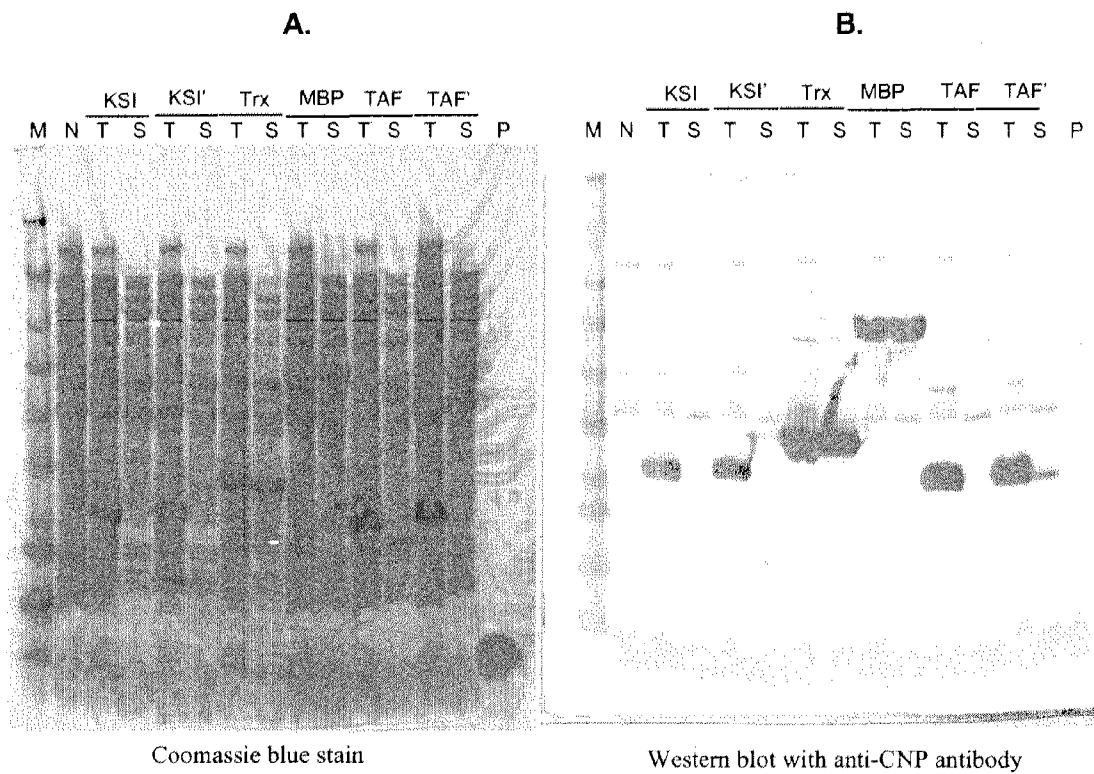 A.
B.
KSI KSI' Trx MBP TAF TAF'
M N T S T S T S T S T S T S P
KSI KSI' Trx MBP TAF TAF'
M N T S T S T S T S T S T S P
Coomassie blue stain
Western blot with anti-CNP antibody